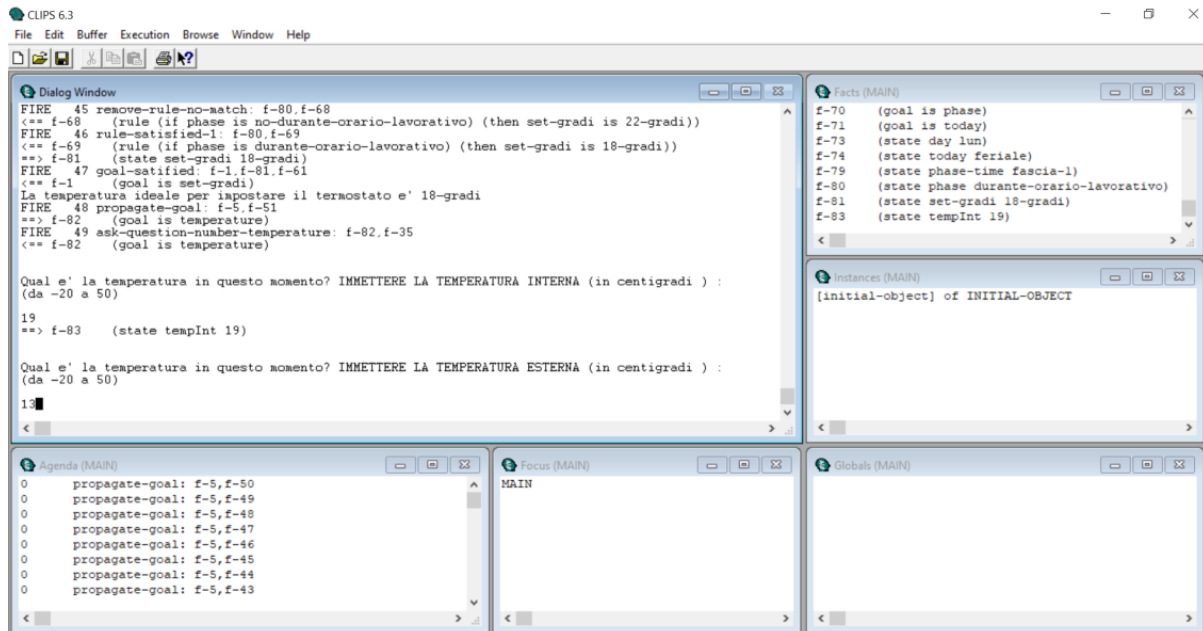 CLIPS 6.3
File Edit Buffer Execution Browse Window Help
Dialog Window
FIRE 45 remove-rule-no-match: f-80,f-68
<== f-68 (rule (if phase is no-durante-orario-lavorativo) (then set-gradi is 22-gradi))
FIRE 46 rule-satisfied-1: f-80,f-69
<== f-69 (rule (if phase is durante-orario-lavorativo) (then set-gradi is 18-gradi))
==> f-81 (state set-gradi 18-gradi)
FIRE 47 goal-satified: f-1,f-81,f-61
<== f-1 (goal is set-gradi)
La temperatura ideale per impostare il termostato e' 18-gradi
FIRE 48 propagate-goal: f-5,f-51
==> f-82 (goal is temperature)
FIRE 49 ask-question-number-temperature: f-82,f-35
<== f-82 (goal is temperature)
Qual e' la temperatura in questo momento? IMMETTERE LA TEMPERATURA INTERNA (in centigradi ) :
(da -20 a 50)
19
==> f-83 (state tempInt 19)
Qual e' la temperatura in questo momento? IMMETTERE LA TEMPERATURA ESTERNA (in centigradi ) :
(da -20 a 50)
13
Facts (MAIN)
f-70 (goal is phase)
f-71 (goal is today)
f-73 (state day lun)
f-74 (state today feriale)
f-79 (state phase-time fascia-1)
f-80 (state phase durante-orario-lavorativo)
f-81 (state set-gradi 18-gradi)
f-83 (state tempInt 19)
Instances (MAIN)
[initial-object] of INITIAL-OBJECT
Agenda (MAIN)
0 propagate-goal: f-5,f-50
0 propagate-goal: f-5,f-49
0 propagate-goal: f-5,f-48
0 propagate-goal: f-5,f-47
0 propagate-goal: f-5,f-46
0 propagate-goal: f-5,f-45
0 propagate-goal: f-5,f-44
0 propagate-goal: f-5,f-43
Focus (MAIN)
MAIN
Globals (MAIN)